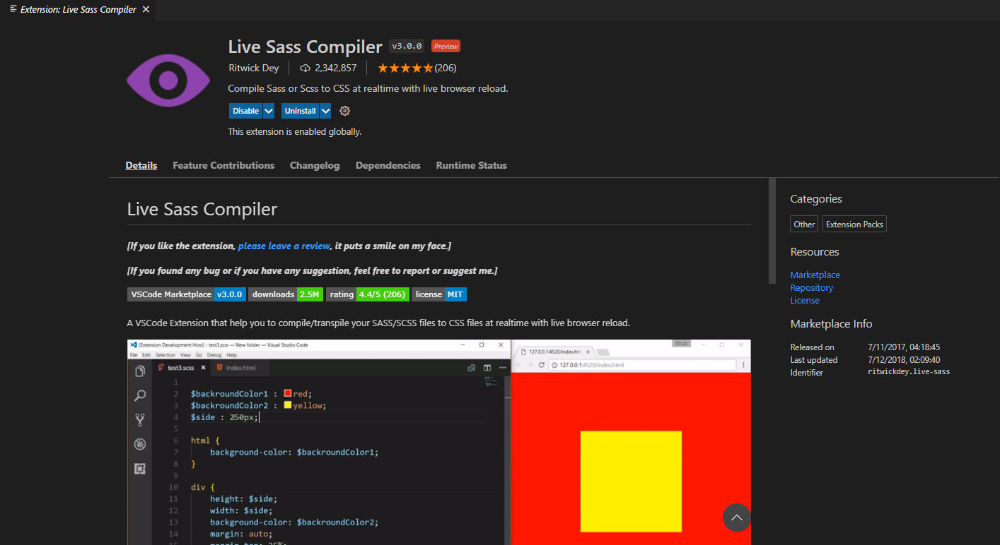 Extension: Live Sass Compiler
Live Sass Compiler v3.0.0 Preview
Ritwick Dey 2,342,857 (206)
Compile Sass or Scss to CSS at realtime with live browser reload.
Disable Uninstall
This extension is enabled globally.
Details Feature Contributions Changelog Dependencies Runtime Status
Live Sass Compiler
[If you like the extension, please leave a review, it puts a smile on my face.]
[If you found any bug or if you have any suggestion, feel free to report or suggest me.]
VSCode Marketplace v3.0.0 downloads 2.5M rating 4.4/5 (206) license MIT
A VSCode Extension that help you to compile/transpile your SASS/SCSS files to CSS files at realtime with live browser reload.
[Extension Development Host] - test3.scss — New folder — Visual Studio Code
File Edit Selection View Go Debug Help
test3.scss index.html
1
2 $backroundColor1 : red;
3 $backroundColor2 : yellow;
4 $side : 250px;
5
6 html {
7 background-color: $backroundColor1;
8 }
9
10 div {
11 height: $side;
12 width: $side;
13 background-color: $backroundColor2;
14 margin: auto;
127.0.0.1:4520/index.htm
127.0.0.1:4520/index.html
Categories
Other Extension Packs
Resources
Marketplace
Repository
License
Marketplace Info
Released on 7/11/2017, 04:18:45
Last updated 7/12/2018, 02:09:40
Identifier ritwickdey.live-sass